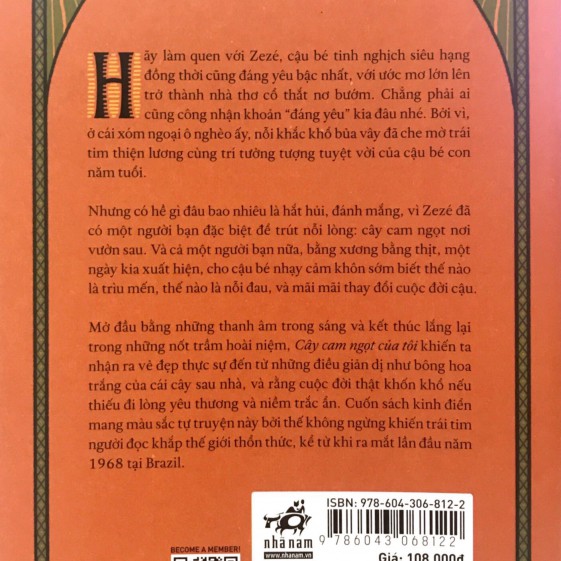 Hãy làm quen với Zezé, cậu bé tinh nghịch siêu hạng
đồng thời cũng đáng yêu bậc nhất, với ước mơ lớn lên
trở thành nhà thơ cổ thắt nơ bướm. Chẳng phải ai
cũng công nhận khoản “đáng yêu” kia đâu nhé. Bởi vì,
ở cái xóm ngoại ô nghèo ấy, nỗi khắc khổ bủa vây đã che mờ trái
tim thiện lương cùng trí tưởng tượng tuyệt vời của cậu bé con
năm tuổi.
Nhưng có hề gì đâu bao nhiêu là hắt hủi, đánh mắng, vì Zezé đã
có một người bạn đặc biệt để trút nỗi lòng: cây cam ngọt nơi
vườn sau. Và cả một người bạn nữa, bằng xương bằng thịt, một
ngày kia xuất hiện, cho cậu bé nhạy cảm khôn sớm biết thế nào
là trìu mến, thế nào là nỗi đau, và mãi mãi thay đổi cuộc đời cậu.
Mở đầu bằng những thanh âm trong sáng và kết thúc lắng lại
trong những nốt trầm hoài niệm, Cây cam ngọt của tôi khiến ta
nhận ra vẻ đẹp thực sự đến từ những điều giản dị như bông hoa
trắng của cái cây sau nhà, và rằng cuộc đời thật khốn khổ nếu
thiếu đi lòng yêu thương và niềm trắc ẩn. Cuốn sách kinh điển
mang màu sắc tự truyện này bởi thế không ngừng khiến trái tim
người đọc khắp thế giới thổn thức, kể từ khi ra mắt lần đầu năm
1968 tại Brazil.
ISBN: 978-604-306-812-2
BECOME A MEMBER!
nhã nam
nhanam.vn
9 786043 068122
Giá: 108.000đ